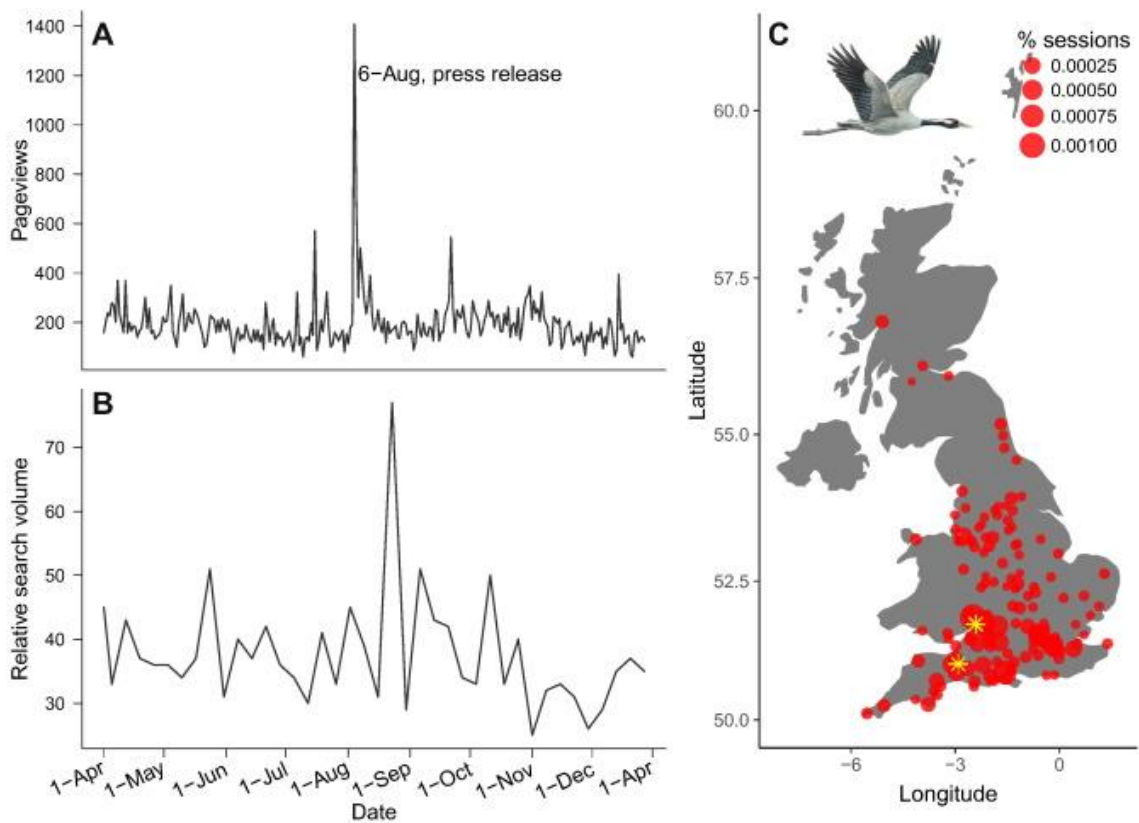 A
1400
1200
1000
800
600
400
200
Pageviews
6−Aug, press release
B
70
60
50
40
30
Relative search volume
1−Apr
1−May
1−Jun
1−Jul
1−Aug
1−Sep
1−Oct
1−Nov
1−Dec
1−Apr
Date
C
% sessions
0.00025
0.00050
0.00075
0.00100
60.0
57.5
55.0
52.5
50.0
Latitude
−6
−3
0
Longitude